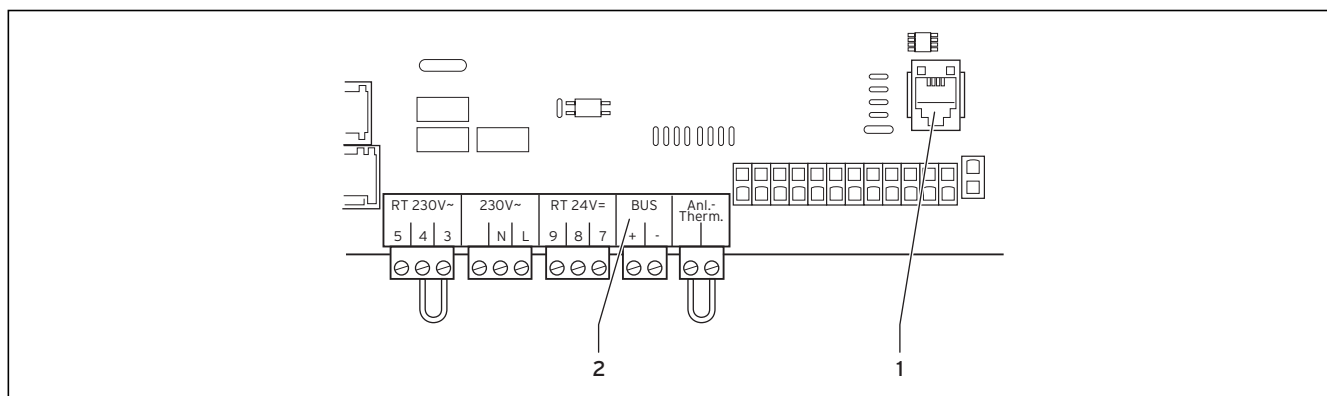 RT 230V~ 230V~ RT 24V= BUS Anl.-
Therm.
5 4 3 N L 9 8 7 + -
2 1